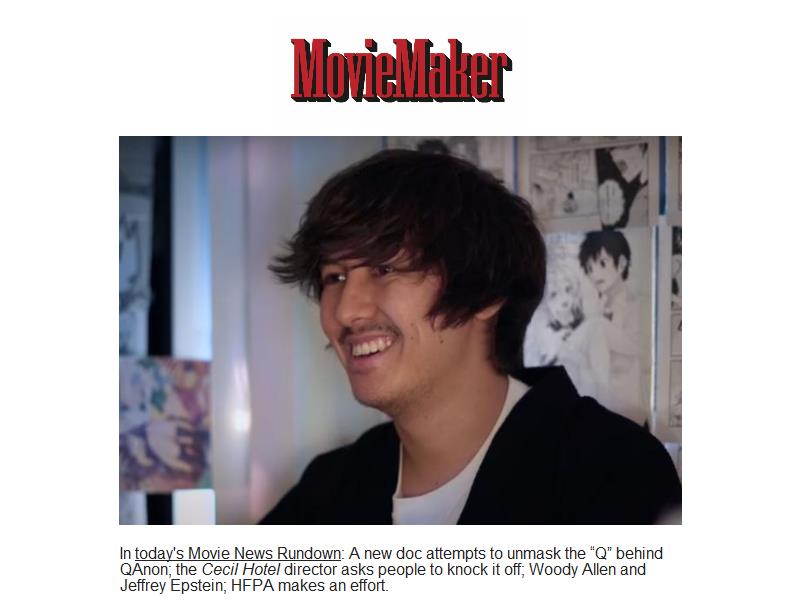 MovieMaker
In today's Movie News Rundown: A new doc attempts to unmask the “Q” behind
QAnon; the Cecil Hotel director asks people to knock it off; Woody Allen and
Jeffrey Epstein; HFPA makes an effort.